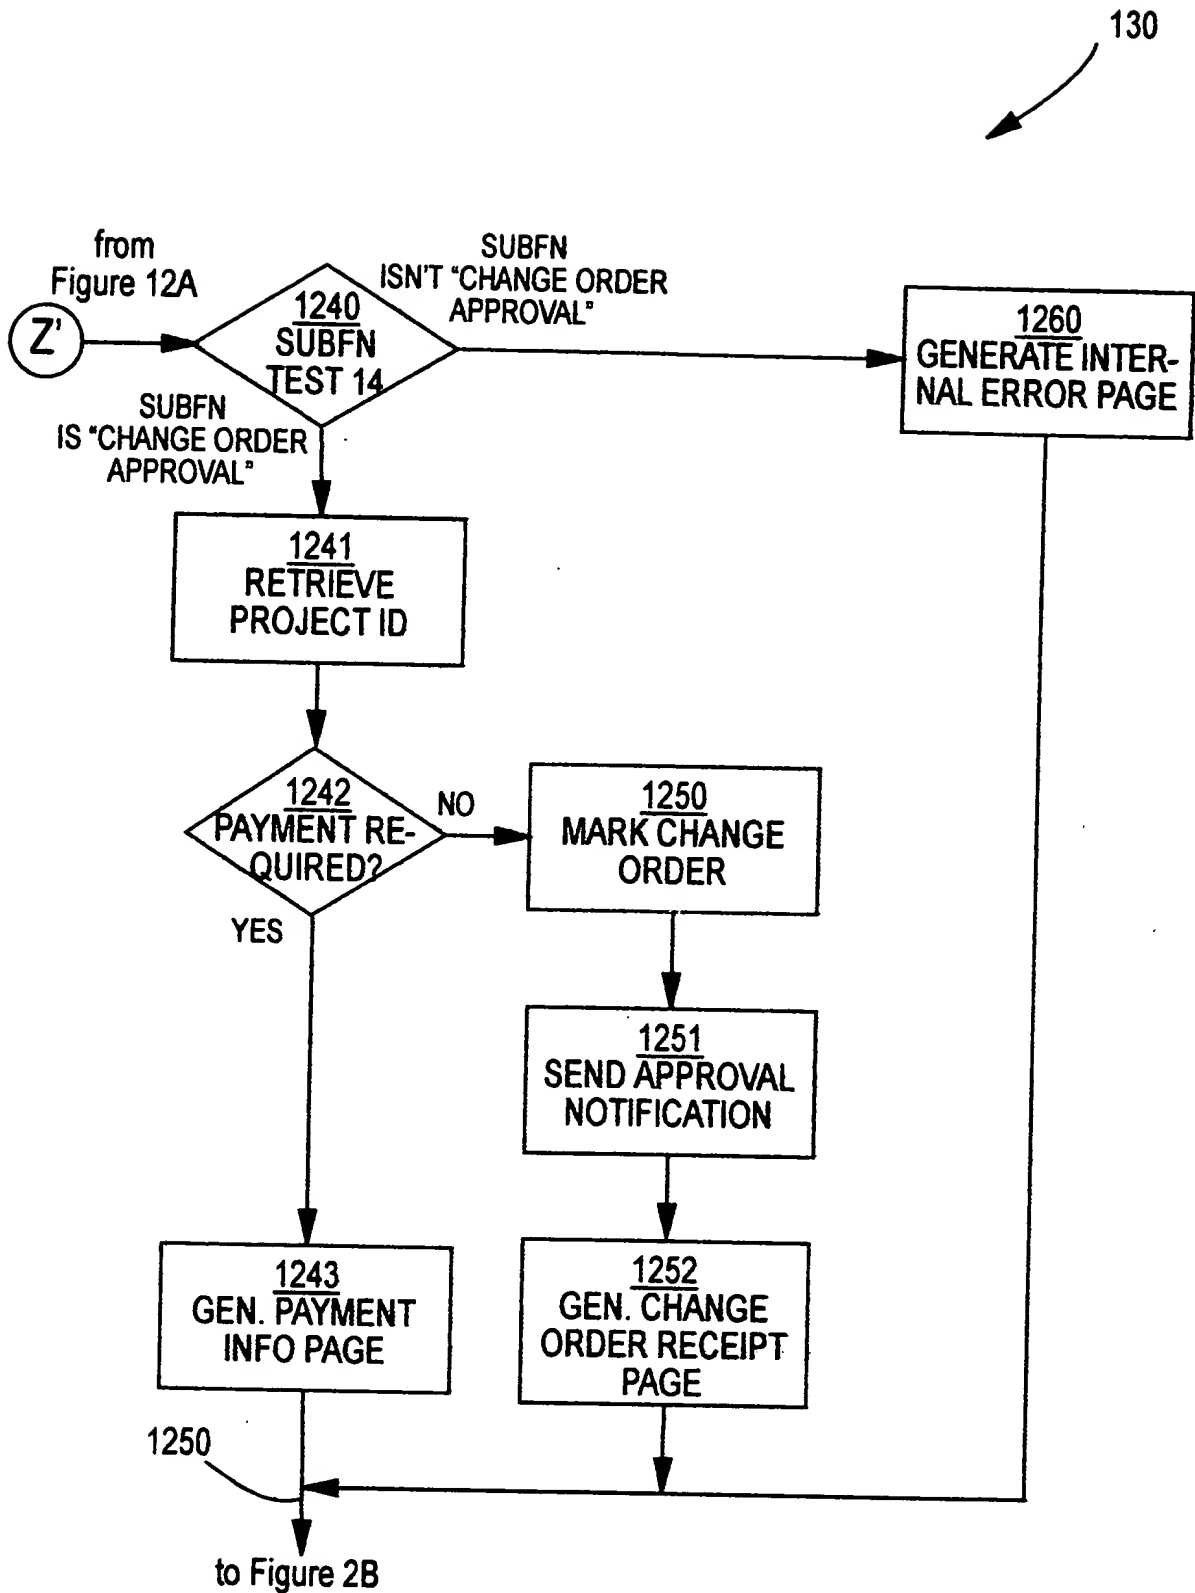 130
from
Figure 12A
Z'
1240
SUBFN
TEST 14
SUBFN
ISN'T "CHANGE ORDER
APPROVAL"
1260
GENERATE INTER-
NAL ERROR PAGE
SUBFN
IS "CHANGE ORDER
APPROVAL"
1241
RETRIEVE
PROJECT ID
1242
PAYMENT RE-
QUIRED?
NO
YES
1250
MARK CHANGE
ORDER
1251
SEND APPROVAL
NOTIFICATION
1243
GEN. PAYMENT
INFO PAGE
1252
GEN. CHANGE
ORDER RECEIPT
PAGE
1250
to Figure 2B